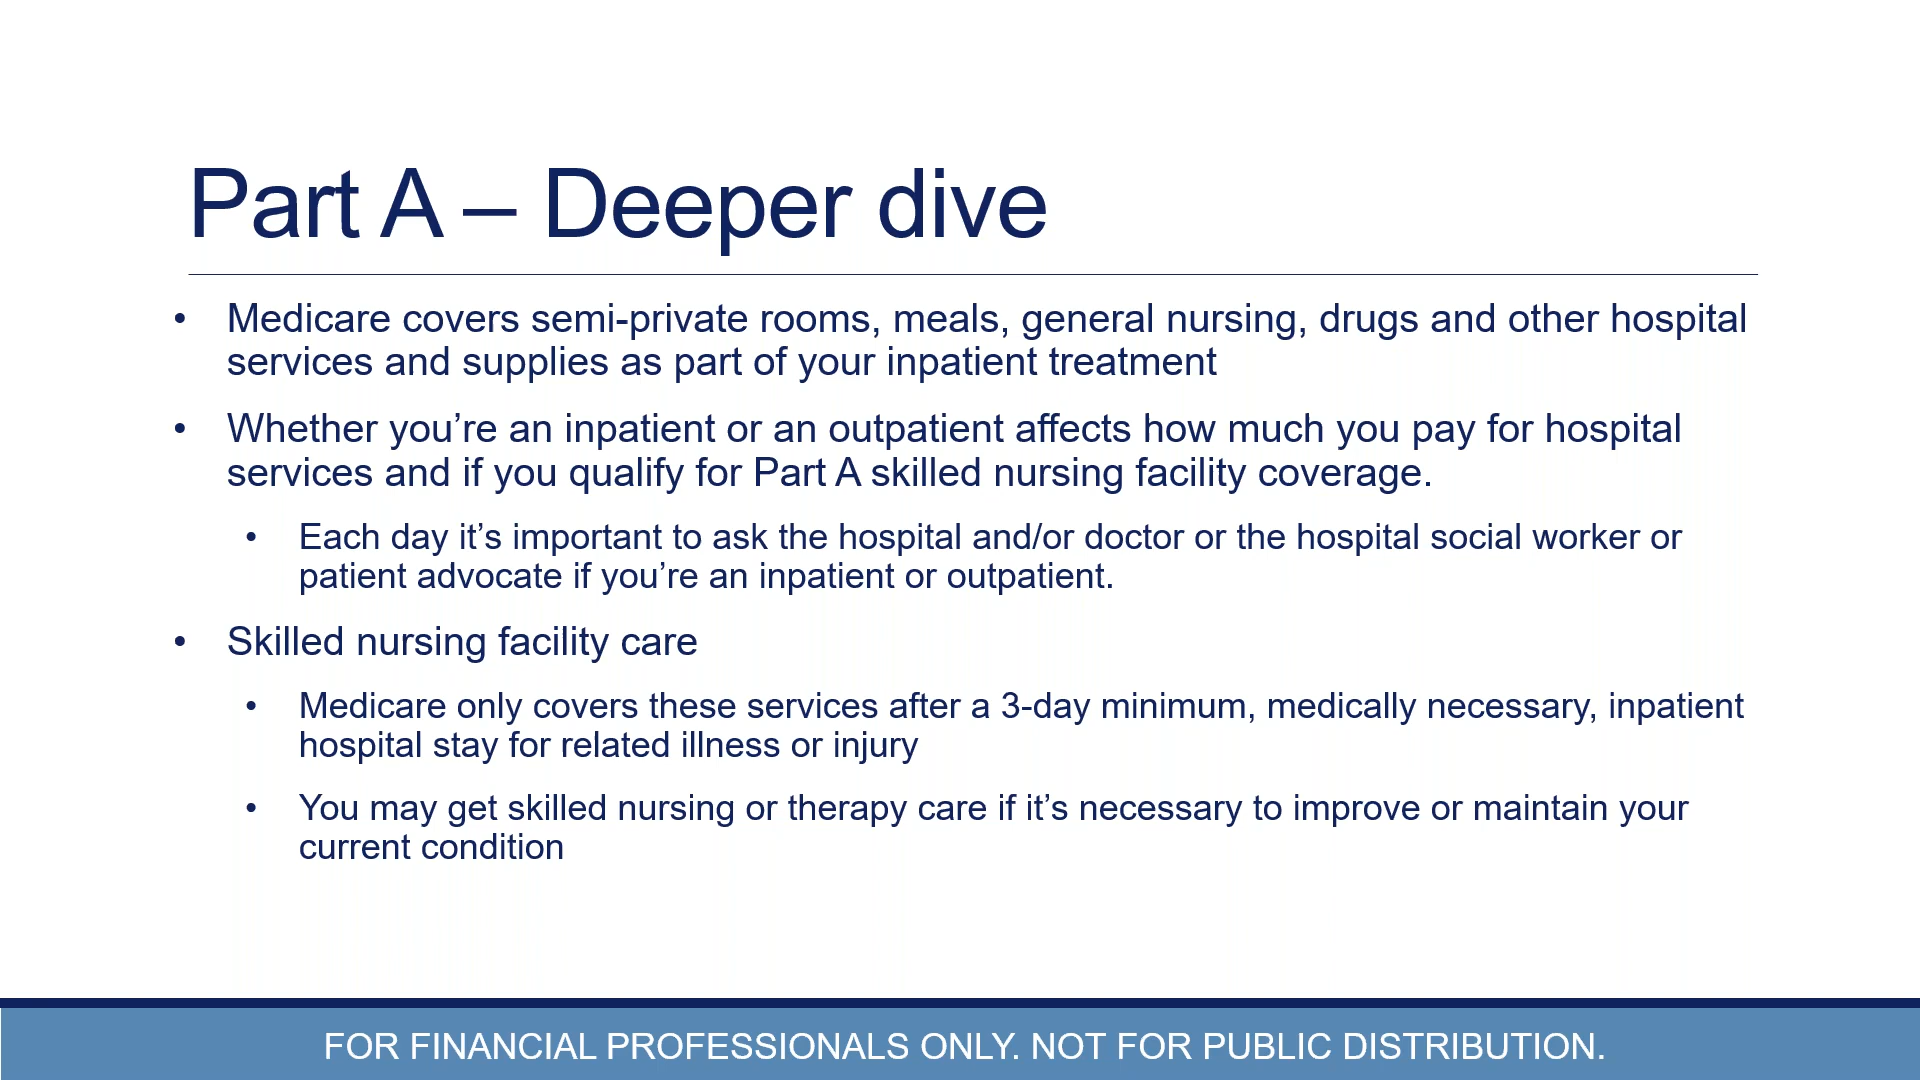 Part A – Deeper dive
• Medicare covers semi-private rooms, meals, general nursing, drugs and other hospital
services and supplies as part of your inpatient treatment
• Whether you’re an inpatient or an outpatient affects how much you pay for hospital
services and if you qualify for Part A skilled nursing facility coverage.
• Each day it’s important to ask the hospital and/or doctor or the hospital social worker or
patient advocate if you’re an inpatient or outpatient.
• Skilled nursing facility care
• Medicare only covers these services after a 3-day minimum, medically necessary, inpatient
hospital stay for related illness or injury
• You may get skilled nursing or therapy care if it’s necessary to improve or maintain your
current condition
FOR FINANCIAL PROFESSIONALS ONLY. NOT FOR PUBLIC DISTRIBUTION.